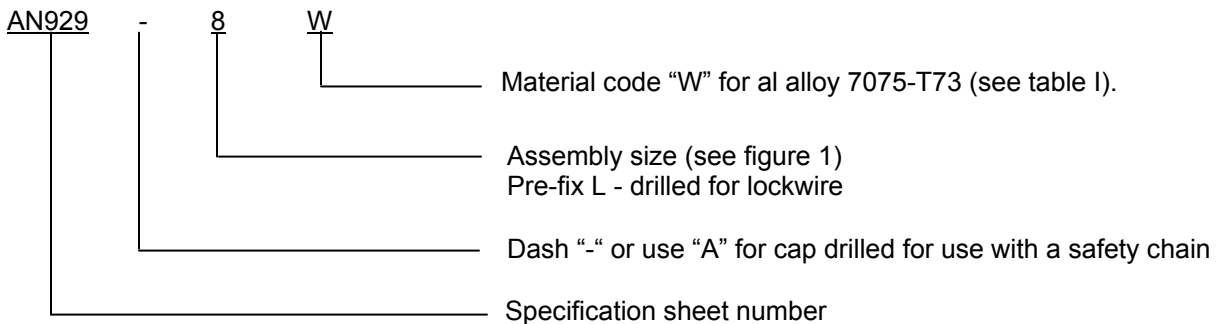 AN929 - 8 W
Material code “W” for al alloy 7075-T73 (see table I).
Assembly size (see figure 1)
Pre-fix L - drilled for lockwire
Dash “-“ or use “A” for cap drilled for use with a safety chain
Specification sheet number